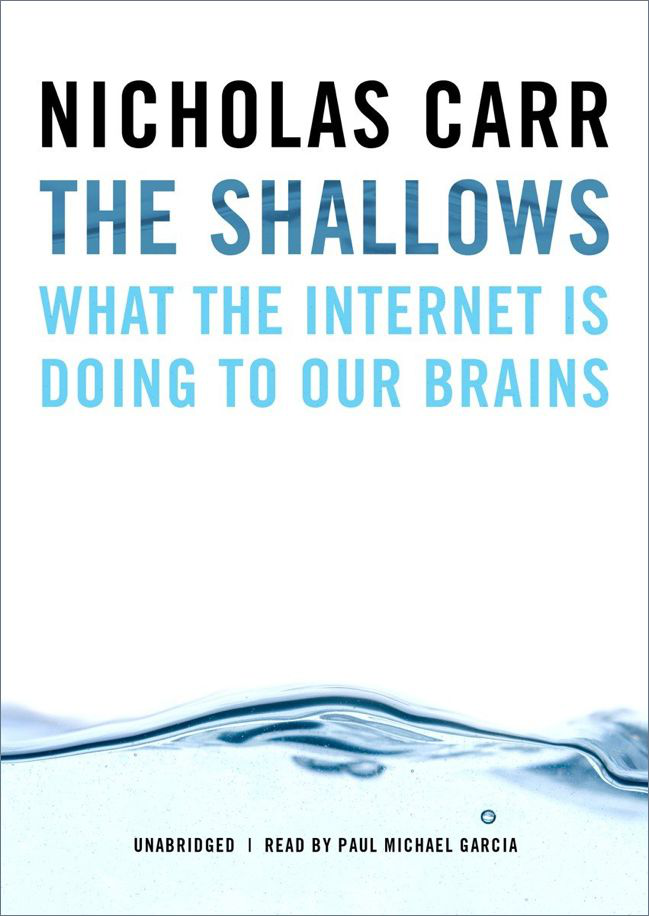 NICHOLAS CARR
THE SHALLOWS
WHAT THE INTERNET IS
DOING TO OUR BRAINS
UNABRIDGED | READ BY PAUL MICHAEL GARCIA